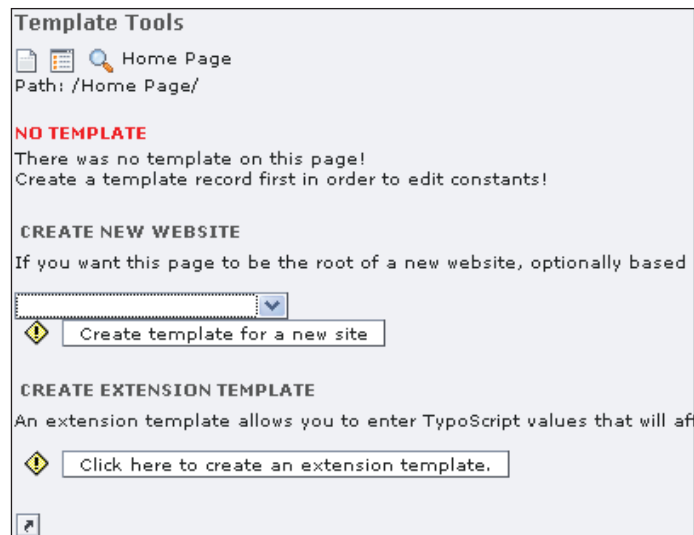 Template Tools
Home Page
Path: /Home Page/
NO TEMPLATE
There was no template on this page!
Create a template record first in order to edit constants!
CREATE NEW WEBSITE
If you want this page to be the root of a new website, optionally based
Create template for a new site
CREATE EXTENSION TEMPLATE
An extension template allows you to enter TypoScript values that will aff
Click here to create an extension template.